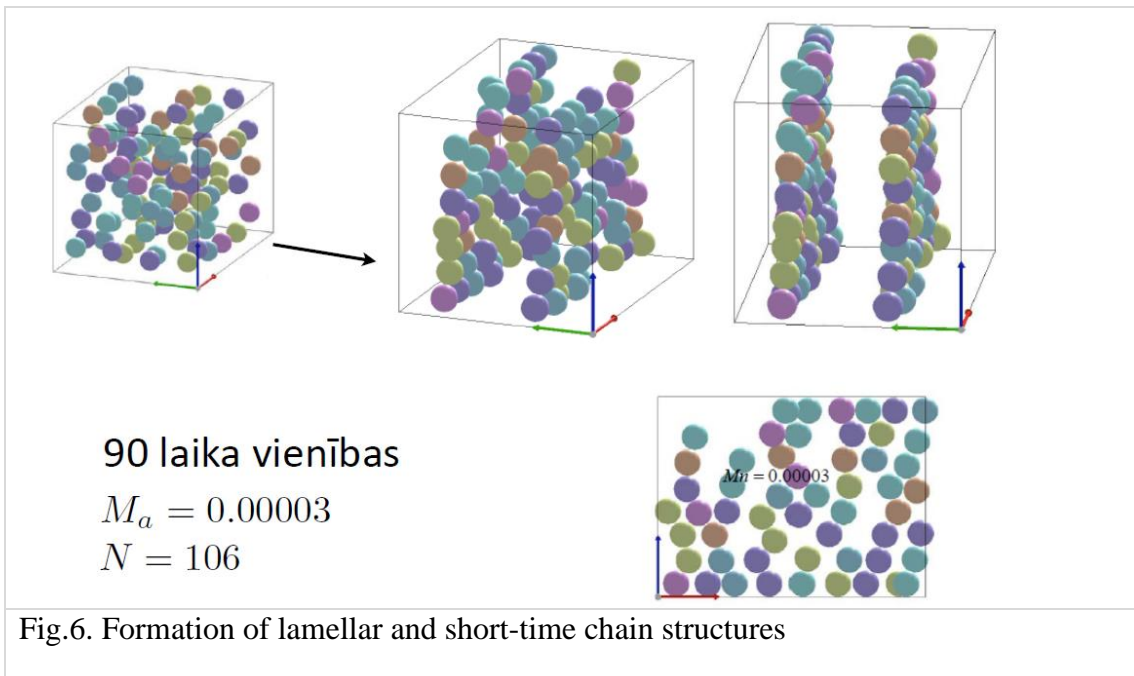 90 laika vienības
Mₐ = 0.00003
N = 106
Mn = 0.00003
Fig.6. Formation of lamellar and short-time chain structures